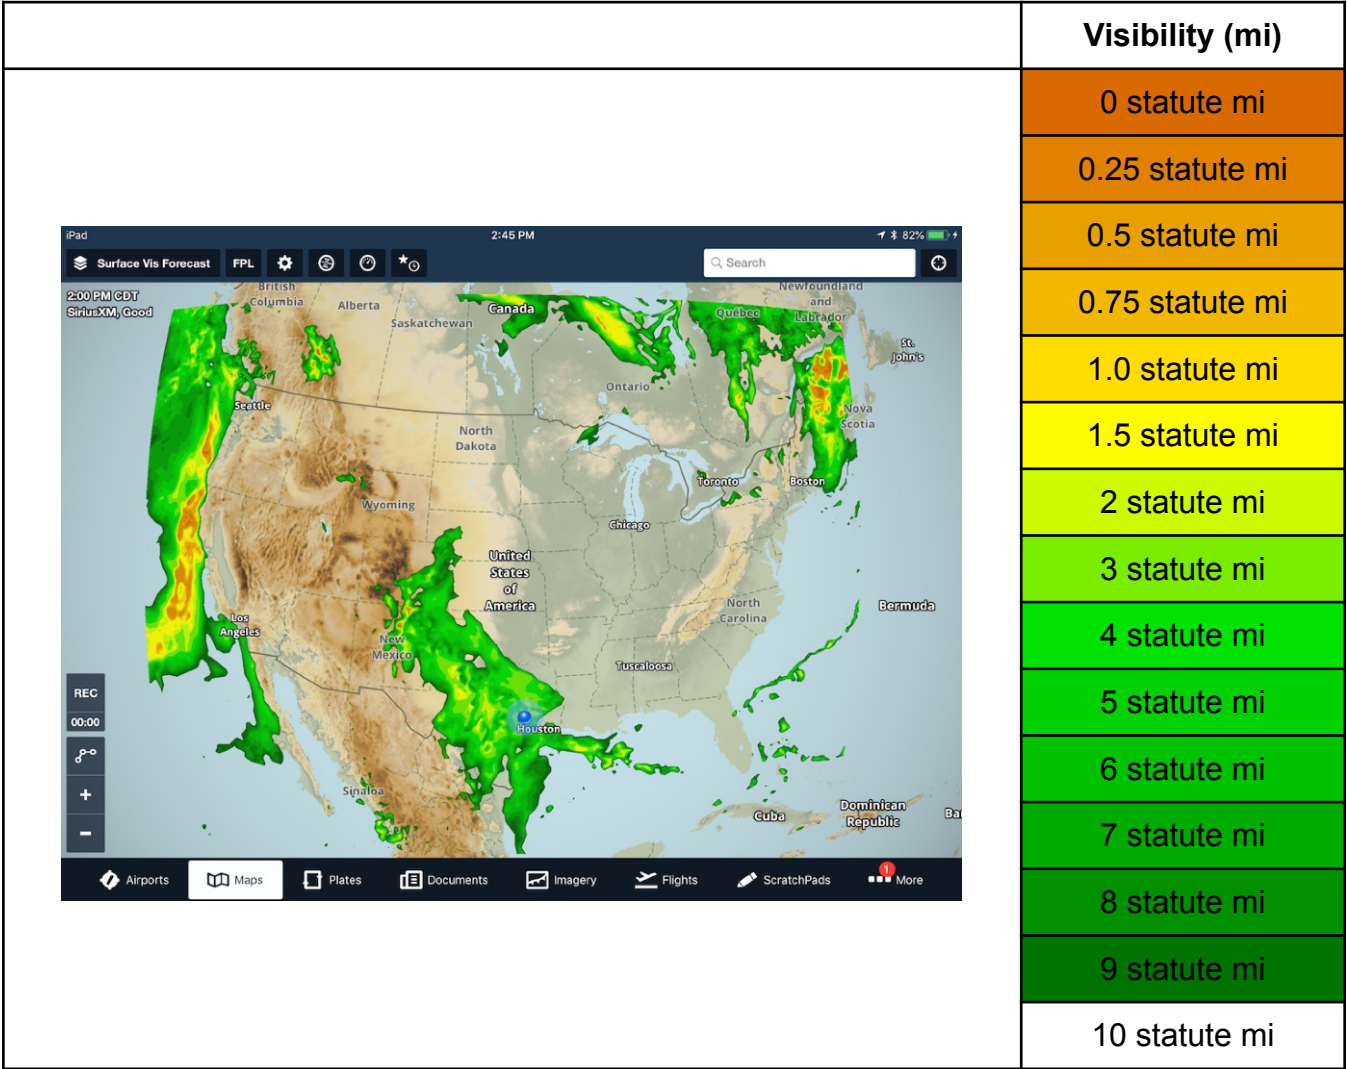 Visibility (mi)
0 statute mi
0.25 statute mi
0.5 statute mi
0.75 statute mi
1.0 statute mi
1.5 statute mi
2 statute mi
3 statute mi
4 statute mi
5 statute mi
6 statute mi
7 statute mi
8 statute mi
9 statute mi
10 statute mi
iPad 2:45 PM 82%
Surface Vis Forecast FPL Search
2:00 PM CDT
SiriusXM, Good
British
Columbia
Alberta
Saskatchewan
Canada
Québec
Newfoundland
and
Labrador
St.
John's
Ontario
Seattle
North
Dakota
Nova
Scotia
Toronto
Boston
Wyoming
Chicago
United
States
of
America
North
Carolina
Bermuda
Los
Angeles
New
Mexico
Tuscaloosa
Houston
Sinaloa
Cuba
Dominican
Republic
Ba
REC
00:00
+
-
Airports Maps Plates Documents Imagery Flights ScratchPads 1 More